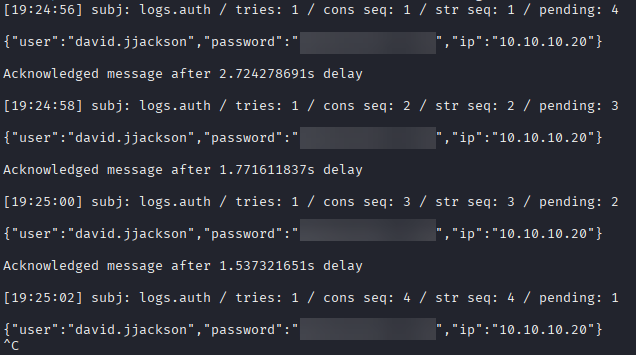 [19:24:56] subj: logs.auth / tries: 1 / cons seq: 1 / str seq: 1 / pending: 4
{"user":"david.jjackson","password":"","ip":"10.10.10.20"}
Acknowledged message after 2.724278691s delay
[19:24:58] subj: logs.auth / tries: 1 / cons seq: 2 / str seq: 2 / pending: 3
{"user":"david.jjackson","password":"","ip":"10.10.10.20"}
Acknowledged message after 1.771611837s delay
[19:25:00] subj: logs.auth / tries: 1 / cons seq: 3 / str seq: 3 / pending: 2
{"user":"david.jjackson","password":"","ip":"10.10.10.20"}
Acknowledged message after 1.537321651s delay
[19:25:02] subj: logs.auth / tries: 1 / cons seq: 4 / str seq: 4 / pending: 1
{"user":"david.jjackson","password":"","ip":"10.10.10.20"}
^C